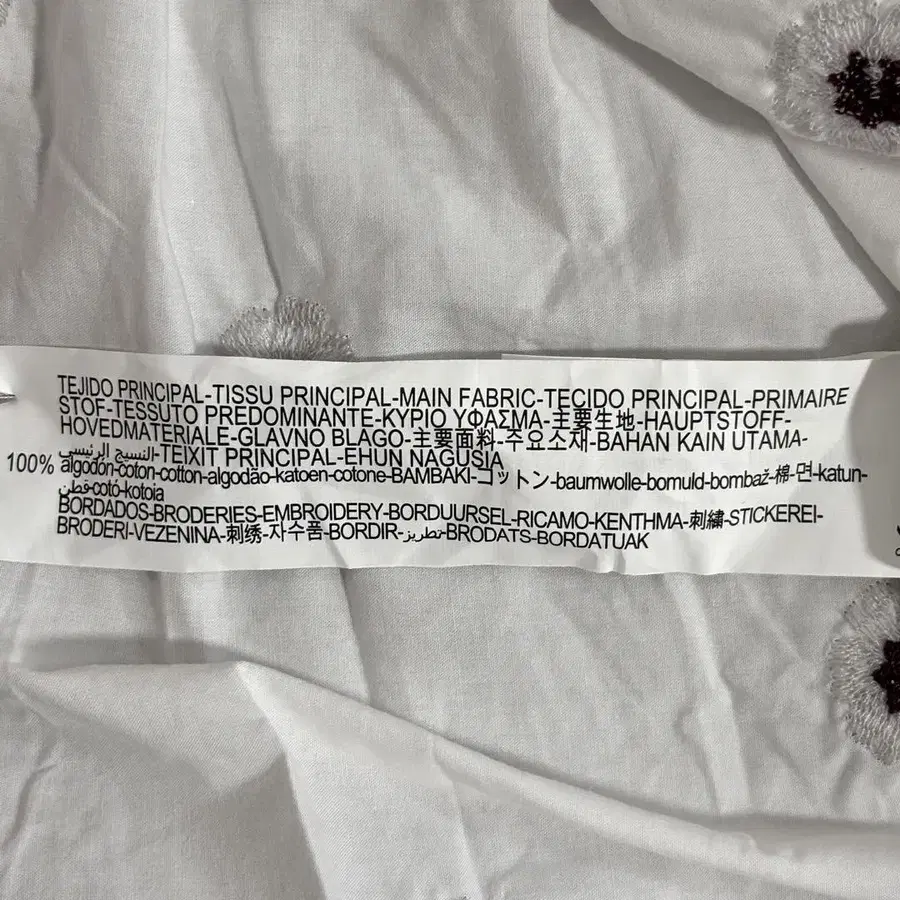 TEJIDO PRINCIPAL-TISSU PRINCIPAL-MAIN FABRIC-TECIDO PRINCIPAL-PRIMAIRE
STOF-TESSUTO PREDOMINANTE-ΚΥΡΙΟ ΥΦΑΣΜΑ-主要生地-HAUPTSTOFF-
HOVEDMATERIALE-GLAVNO BLAGO-主要面料-주요소재-BAHAN KAIN UTAMA-
النسيج الرئيسي-TEIXIT PRINCIPAL-EHUN NAGUSIA
100% algodón-coton-cotton-algodão-katoen-cotone-BAMBAKI-コットン-baumwolle-bomuld-bombaž-棉-면-katun-
قطن-cotó-kotoia
BORDADOS-BRODERIES-EMBROIDERY-BORDUURSEL-RICAMO-KENTHMA-刺繍-STICKEREI-
BRODERI-VEZENINA-刺绣-자수품-BORDIR-تطريز-BRODATS-BORDATUAK